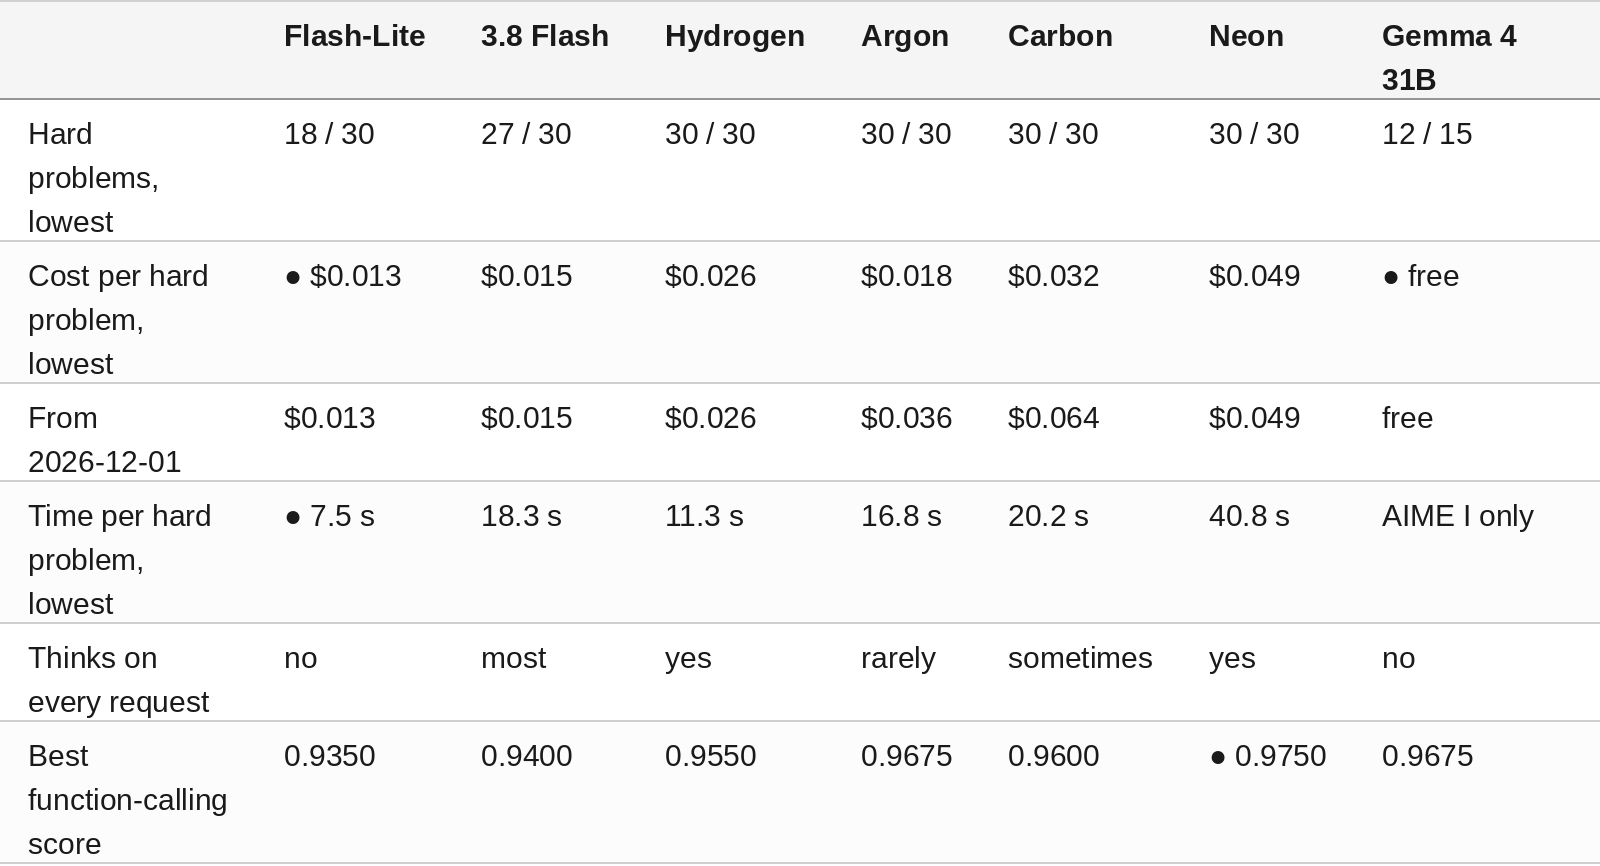 Flash-Lite 3.8 Flash Hydrogen Argon Carbon Neon Gemma 4
31B
Hard 18 / 30 27 / 30 30 / 30 30 / 30 30 / 30 30 / 30 12 / 15
problems,
lowest
Cost per hard ● $0.013 $0.015 $0.026 $0.018 $0.032 $0.049 ● free
problem,
lowest
From $0.013 $0.015 $0.026 $0.036 $0.064 $0.049 free
2026-12-01
Time per hard ● 7.5 s 18.3 s 11.3 s 16.8 s 20.2 s 40.8 s AIME I only
problem,
lowest
Thinks on no most yes rarely sometimes yes no
every request
Best 0.9350 0.9400 0.9550 0.9675 0.9600 ● 0.9750 0.9675
function-calling
score